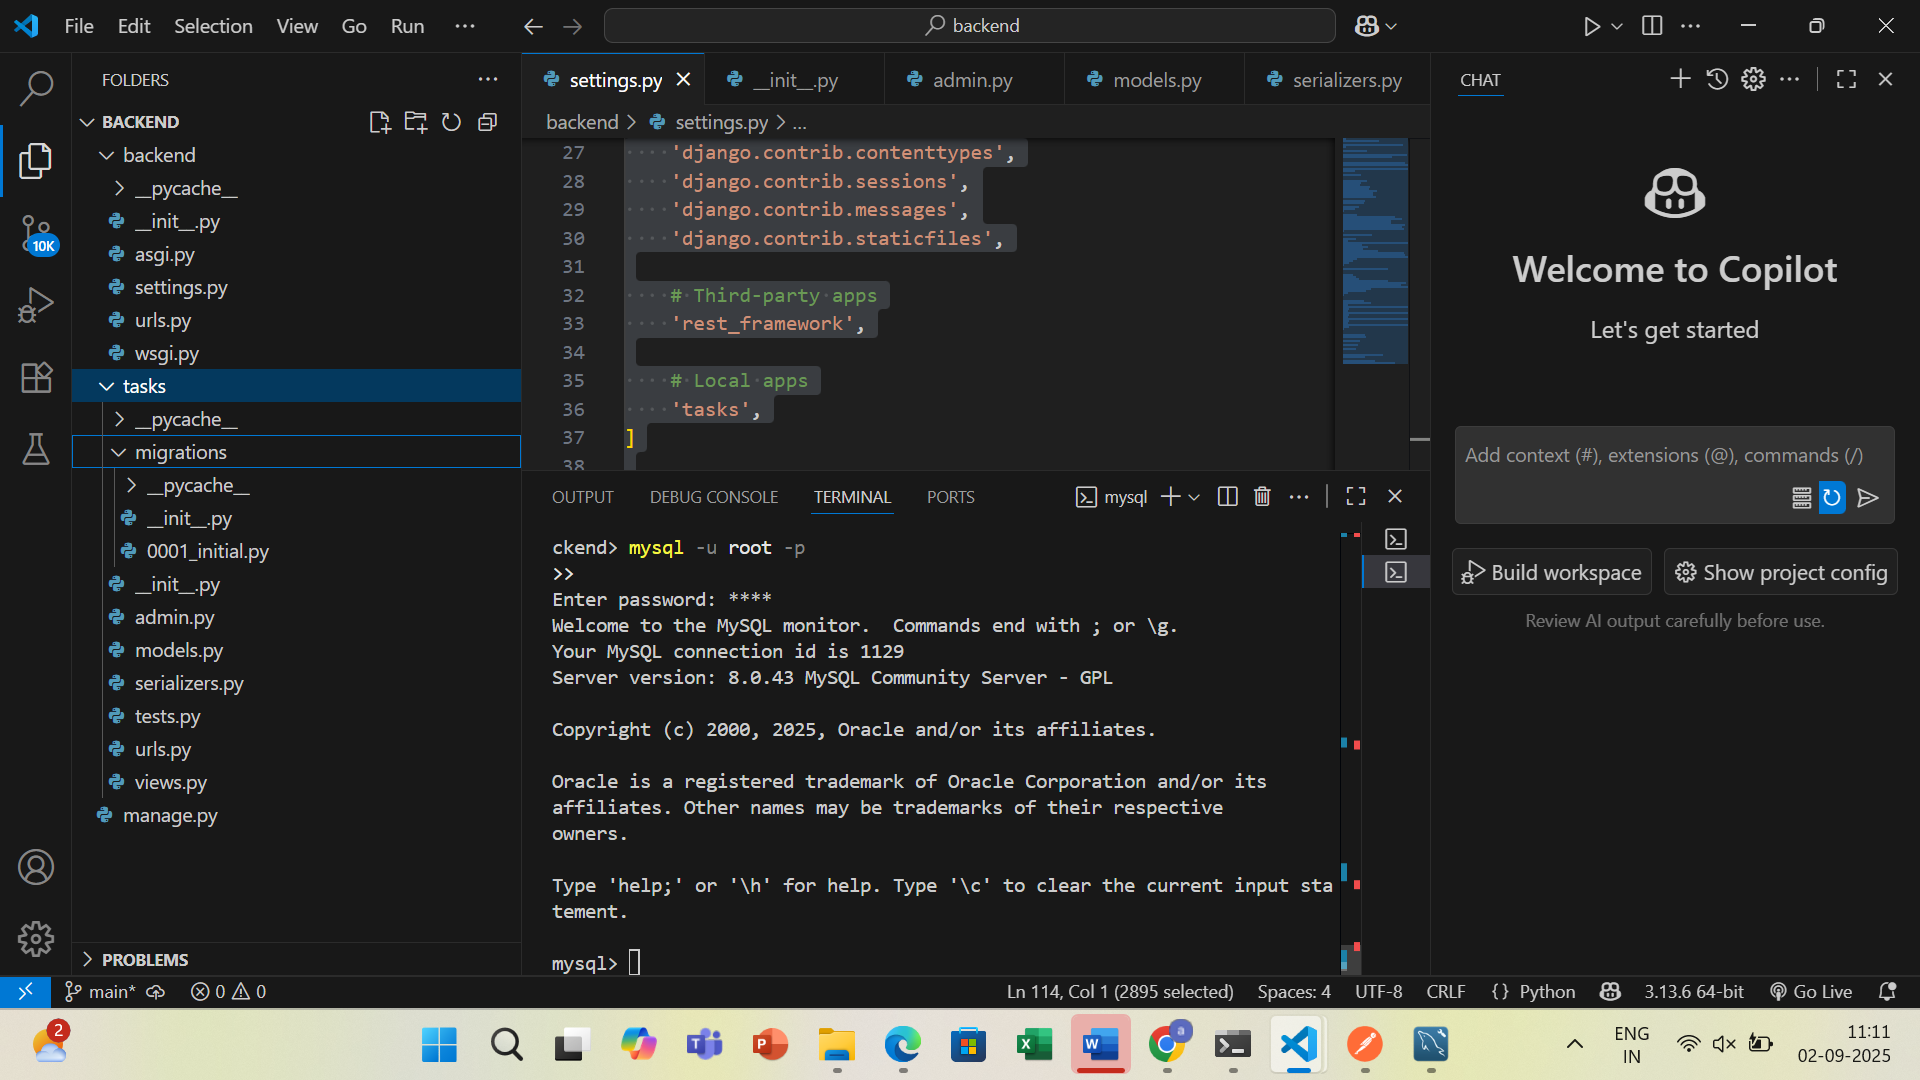 File Edit Selection View Go Run ...
backend
FOLDERS
BACKEND
backend
__pycache__
__init__.py
asgi.py
settings.py
urls.py
wsgi.py
tasks
__pycache__
migrations
__pycache__
__init__.py
0001_initial.py
__init__.py
admin.py
models.py
serializers.py
tests.py
urls.py
views.py
manage.py
PROBLEMS
10K
settings.py __init__.py admin.py models.py serializers.py
backend > settings.py > ...
27 'django.contrib.contenttypes',
28 'django.contrib.sessions',
29 'django.contrib.messages',
30 'django.contrib.staticfiles',
31
32 # Third-party apps
33 'rest_framework',
34
35 # Local apps
36 'tasks',
37 ]
38
OUTPUT DEBUG CONSOLE TERMINAL PORTS mysql
ckend> mysql -u root -p
>>
Enter password: ****
Welcome to the MySQL monitor.  Commands end with ; or \g.
Your MySQL connection id is 1129
Server version: 8.0.43 MySQL Community Server - GPL
Copyright (c) 2000, 2025, Oracle and/or its affiliates.
Oracle is a registered trademark of Oracle Corporation and/or its
affiliates. Other names may be trademarks of their respective
owners.
Type 'help;' or '\h' for help. Type '\c' to clear the current input sta
tement.
mysql>
CHAT
Welcome to Copilot
Let's get started
Add context (#), extensions (@), commands (/)
Build workspace Show project config
Review AI output carefully before use.
main* 0 0 Ln 114, Col 1 (2895 selected) Spaces: 4 UTF-8 CRLF {} Python 3.13.6 64-bit Go Live
2
T P X W a
ENG
IN
11:11
02-09-2025